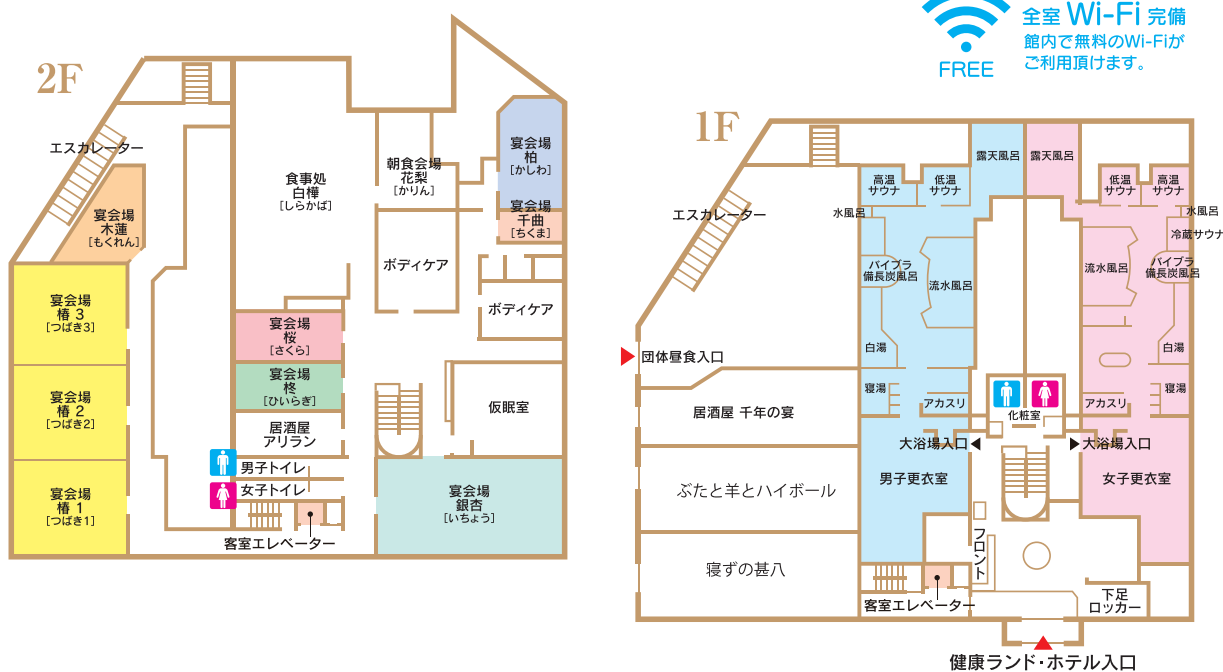 全室 Wi-Fi 完備
館内で無料のWi-Fiが
ご利用頂けます。
FREE
2F
エスカレーター
宴会場
木蓮
[もくれん]
宴会場
椿 3
[つばき3]
宴会場
椿 2
[つばき2]
宴会場
椿 1
[つばき1]
食事処
白樺
[しらかば]
朝食会場
花梨
[かりん]
宴会場
柏
[かしわ]
宴会場
千曲
[ちくま]
ボディケア
ボディケア
宴会場
桜
[さくら]
宴会場
柊
[ひいらぎ]
居酒屋
アリラン
男子トイレ
女子トイレ
客室エレベーター
仮眠室
宴会場
銀杏
[いちょう]
1F
エスカレーター
団体昼食入口
居酒屋 千年の宴
ぶたと羊とハイボール
寝ずの甚八
露天風呂
露天風呂
高温
サウナ
低温
サウナ
水風呂
バイブラ
備長炭風呂
流水風呂
白湯
寝湯
アカスリ
男子更衣室
大浴場入口
化粧室
低温
サウナ
高温
サウナ
水風呂
冷蔵サウナ
流水風呂
バイブラ
備長炭風呂
白湯
寝湯
アカスリ
大浴場入口
女子更衣室
フロント
客室エレベーター
下足
ロッカー
健康ランド・ホテル入口